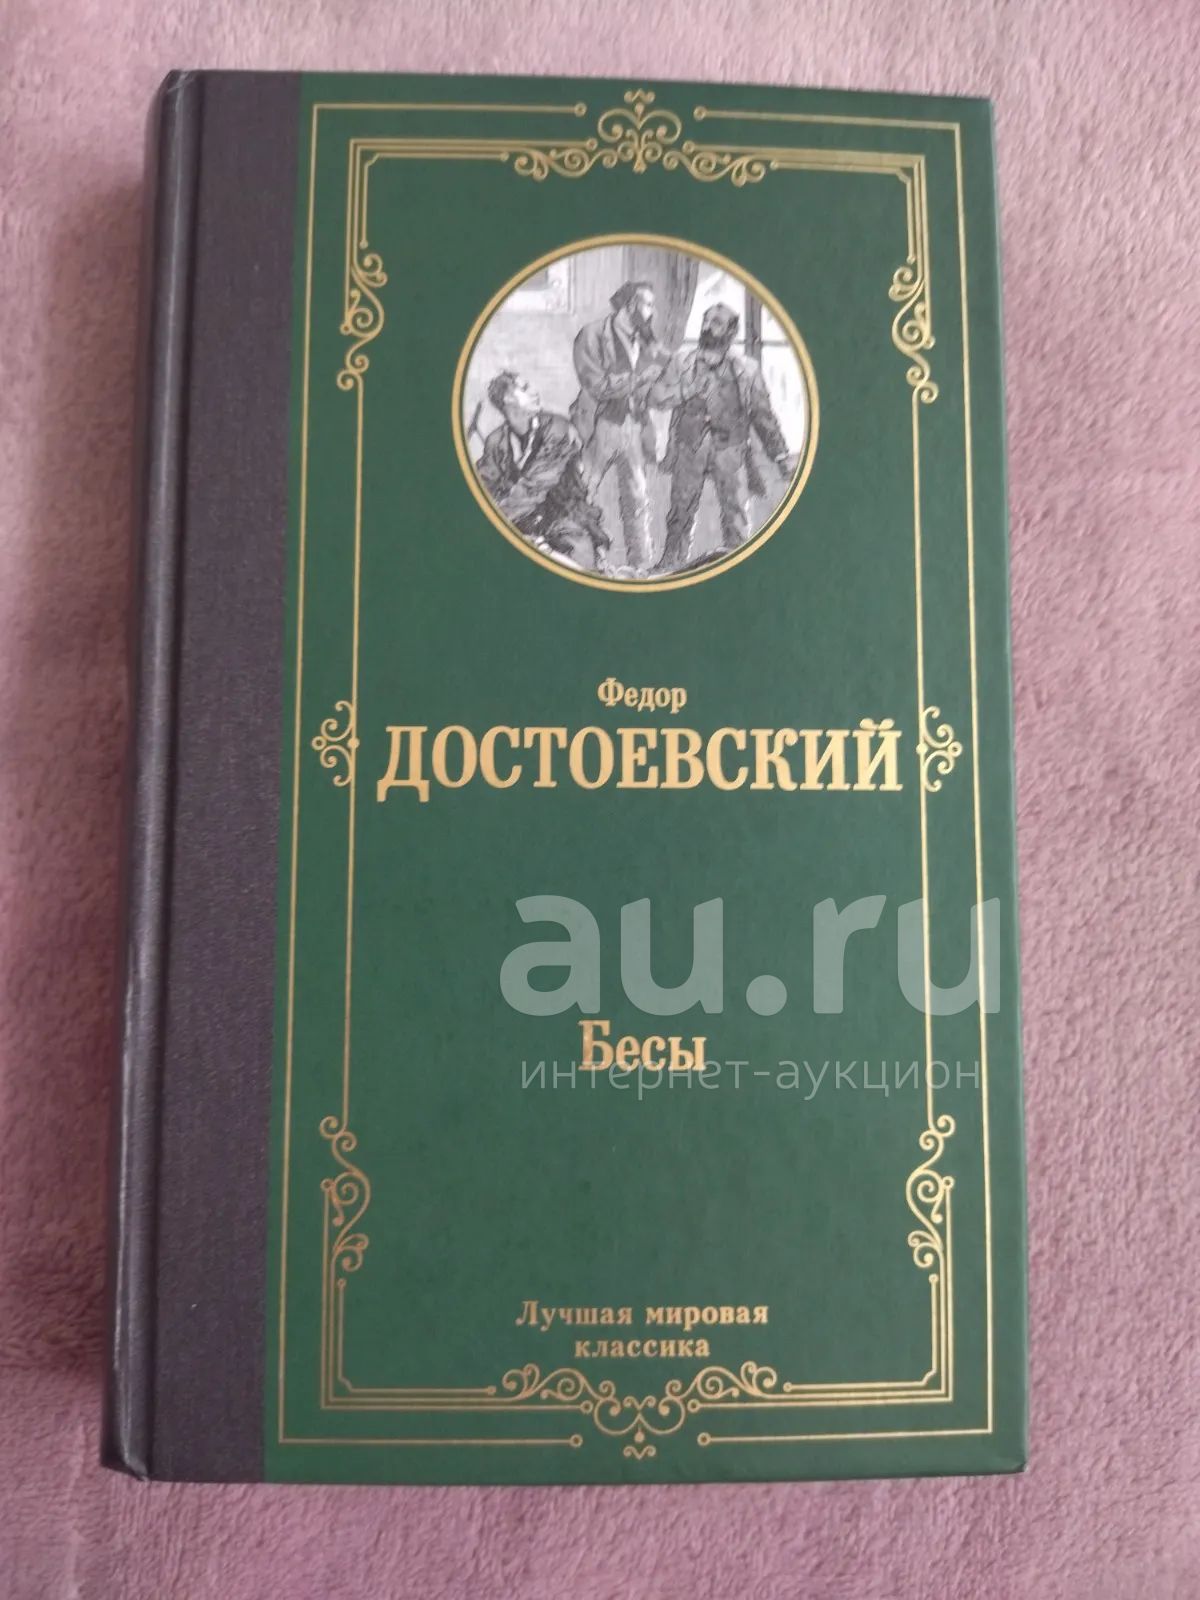 Федор
ДОСТОЕВСКИЙ
au.ru
Бесы
интернет-аукцион
Лучшая мировая
классика